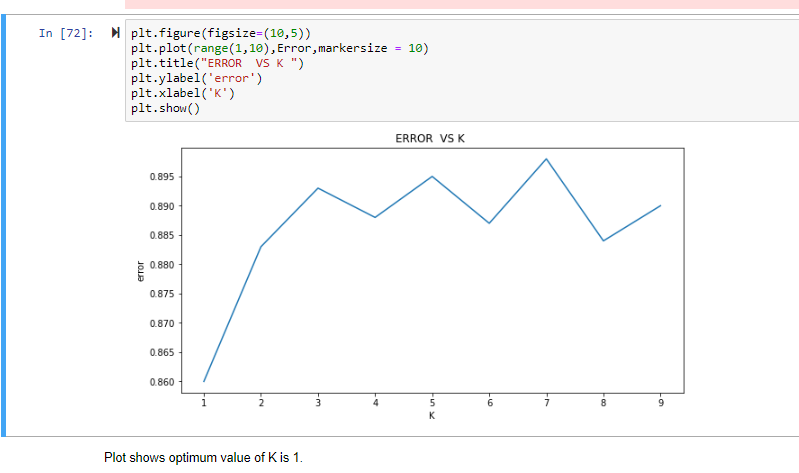 In [72]:
plt.figure(figsize=(10,5))
plt.plot(range(1,10),Error,markersize = 10)
plt.title("ERROR  VS K ")
plt.ylabel('error')
plt.xlabel('K')
plt.show()
ERROR VS K
0.895
0.890
0.885
0.880
0.875
0.870
0.865
0.860
error
1 2 3 4 5 6 7 8 9
K
Plot shows optimum value of K is 1.